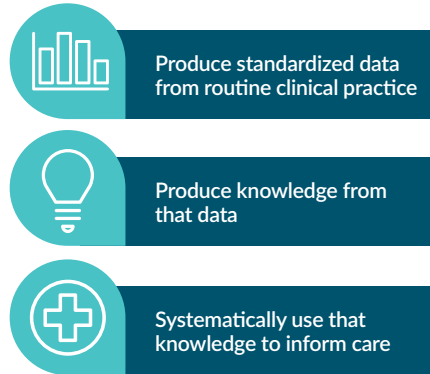 Produce standardized data
from routine clinical practice
Produce knowledge from
that data
Systematically use that
knowledge to inform care